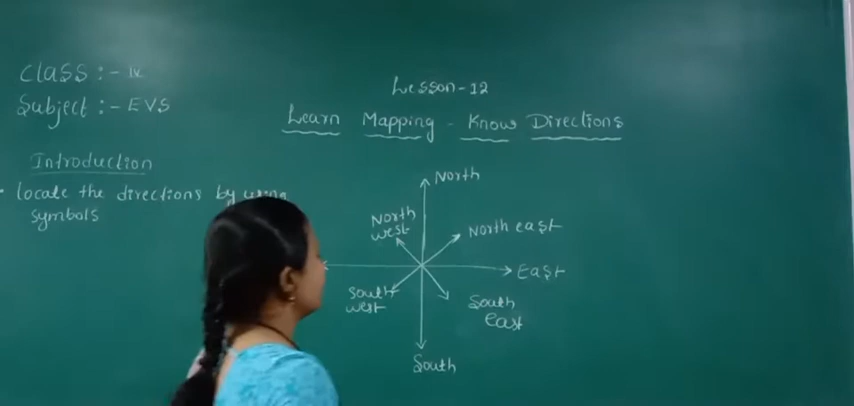 Class :- IV
Subject :- EVS
Lesson-12
Learn Mapping - Know Directions
Introduction
• locate the directions by using
symbols
North
North
west
North east
East
South
west
South
East
South